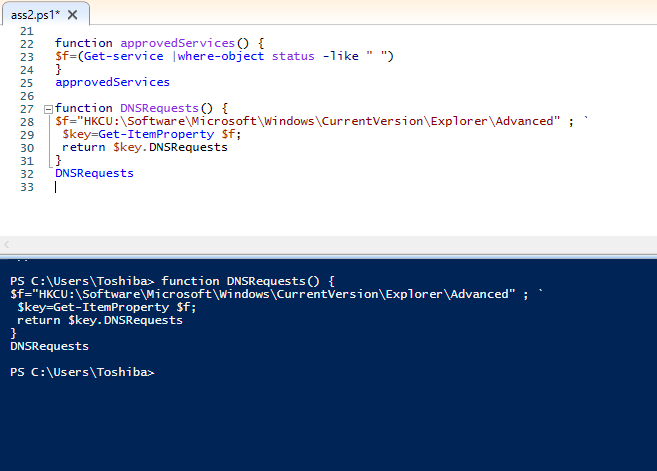 ass2.ps1* X
21
22 function approvedServices() {
23 $f=(Get-service |where-object status -like " ")
24 }
25 approvedServices
26
27 function DNSRequests() {
28 $f="HKCU:\Software\Microsoft\Windows\CurrentVersion\Explorer\Advanced" ; `
29 $key=Get-ItemProperty $f;
30 return $key.DNSRequests
31 }
32 DNSRequests
33
PS C:\Users\Toshiba> function DNSRequests() {
$f="HKCU:\Software\Microsoft\Windows\CurrentVersion\Explorer\Advanced" ; `
$key=Get-ItemProperty $f;
return $key.DNSRequests
}
DNSRequests
PS C:\Users\Toshiba>